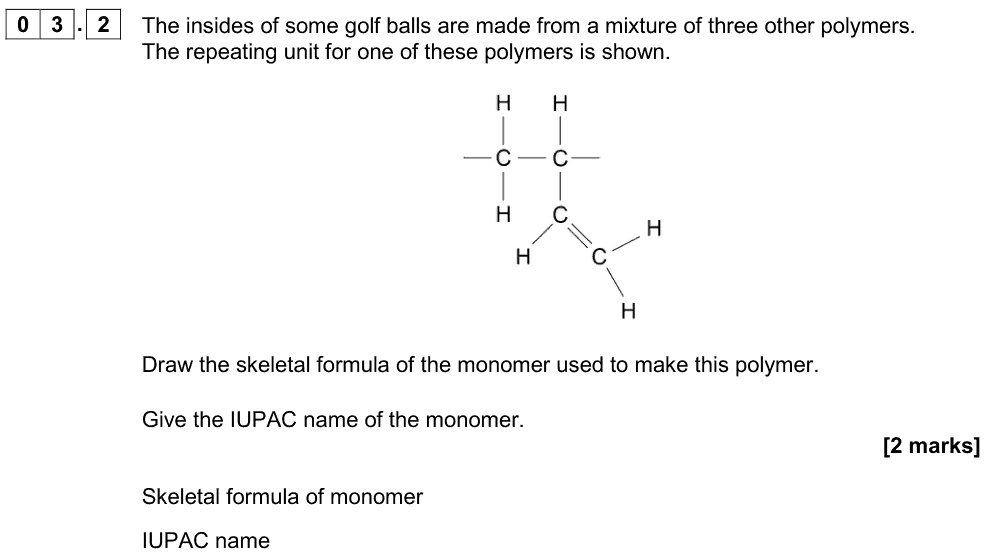 0 3 . 2 The insides of some golf balls are made from a mixture of three other polymers.
The repeating unit for one of these polymers is shown.
H H
C C
H C H
H C
H
Draw the skeletal formula of the monomer used to make this polymer.
Give the IUPAC name of the monomer.
[2 marks]
Skeletal formula of monomer
IUPAC name